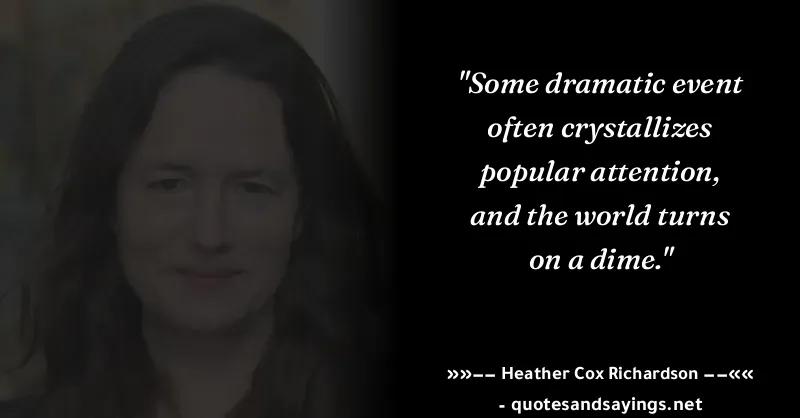 "Some dramatic event
often crystallizes
popular attention,
and the world turns
on a dime."
»»−− Heather Cox Richardson −−««
- quotesandsayings.net